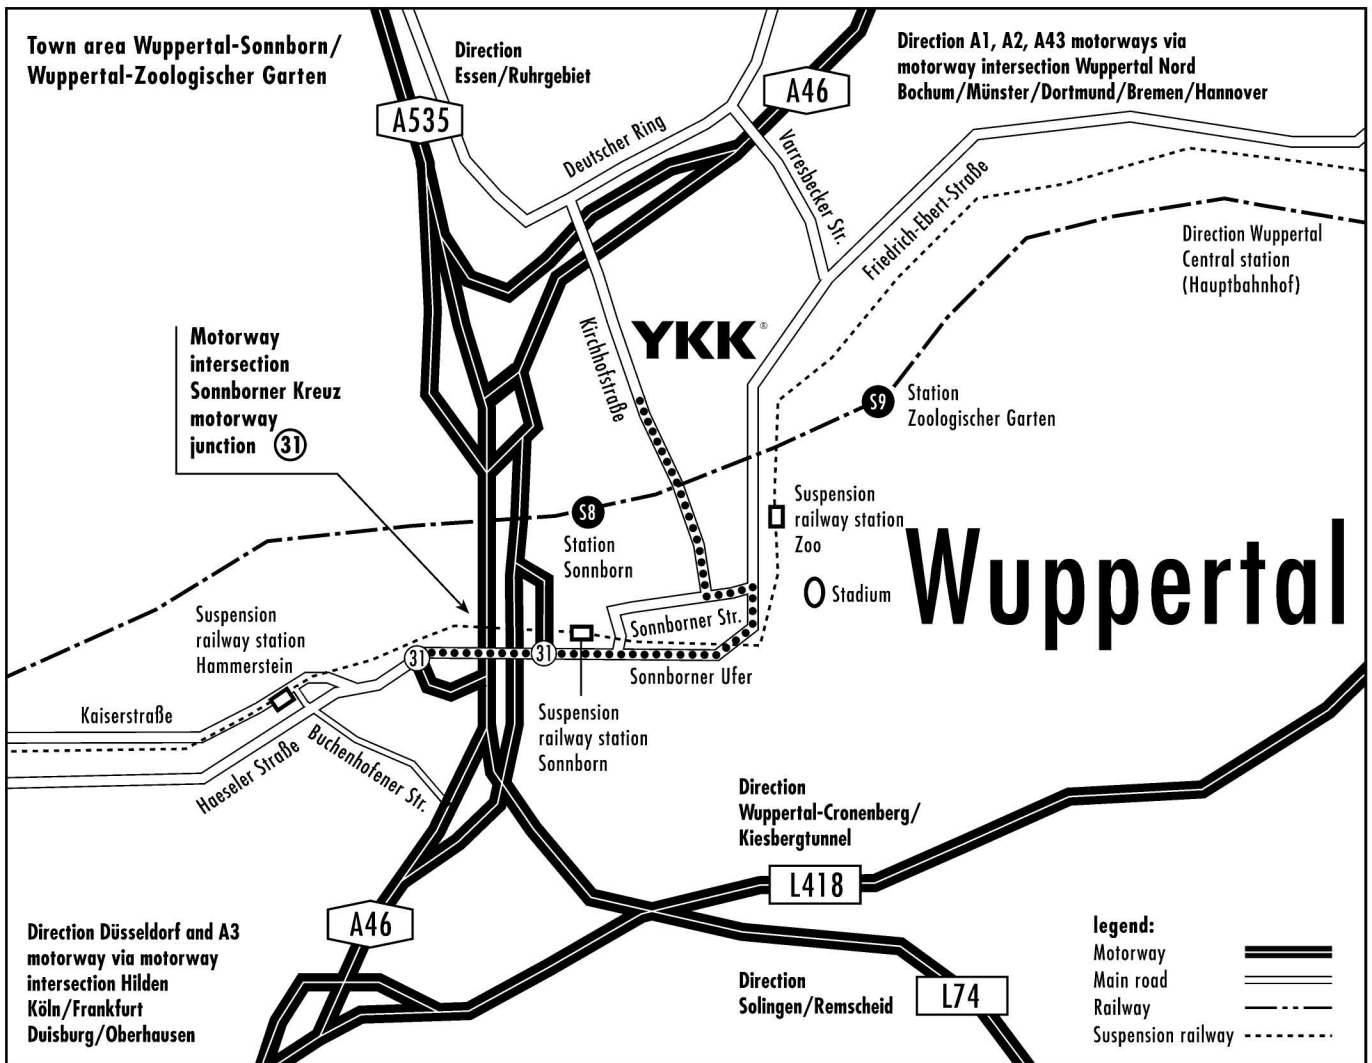 Town area Wuppertal-Sonnborn/
Wuppertal-Zoologischer Garten
Direction
Essen/Ruhrgebiet
Direction A1, A2, A43 motorways via
motorway intersection Wuppertal Nord
Bochum/Münster/Dortmund/Bremen/Hannover
A535
A46
Deutscher Ring
Varresbecker Str.
Friedrich-Ebert-Straße
Direction Wuppertal
Central station
(Hauptbahnhof)
Motorway
intersection
Sonnborner Kreuz
motorway
junction 31
Kirchhofstraße
YKK®
S9
Station
Zoologischer Garten
S8
Station
Sonnborn
Suspension
railway station
Zoo
Stadium
Wuppertal
Suspension
railway station
Hammerstein
31
31
Sonnborner Str.
Sonnborner Ufer
Kaiserstraße
Haeseler Straße
Buchenhofener Str.
Suspension
railway station
Sonnborn
Direction
Wuppertal-Cronenberg/
Kiesbergtunnel
L418
A46
Direction Düsseldorf and A3
motorway via motorway
intersection Hilden
Köln/Frankfurt
Duisburg/Oberhausen
Direction
Solingen/Remscheid
L74
legend:
Motorway
Main road
Railway
Suspension railway